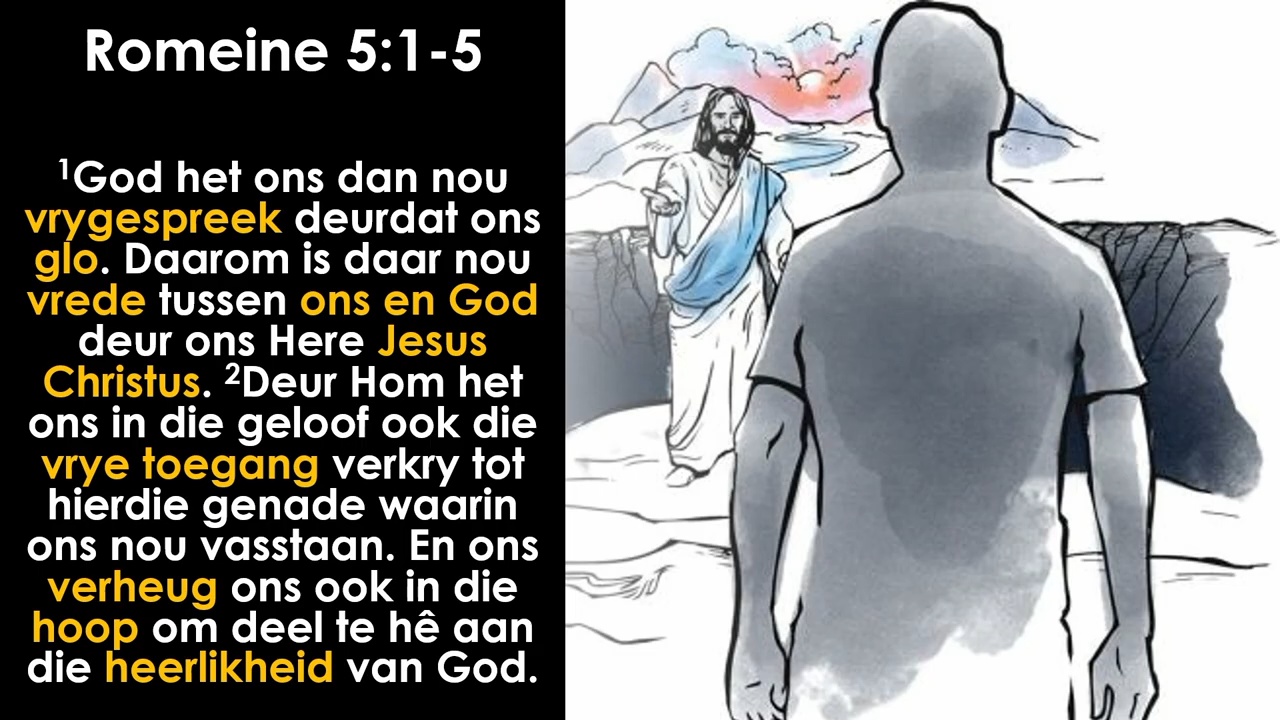 Romeine 5:1-5
¹God het ons dan nou
vrygespreek deurdat ons
glo. Daarom is daar nou
vrede tussen ons en God
deur ons Here Jesus
Christus. ²Deur Hom het
ons in die geloof ook die
vrye toegang verkry tot
hierdie genade waarin
ons nou vasstaan. En ons
verheug ons ook in die
hoop om deel te hê aan
die heerlikheid van God.